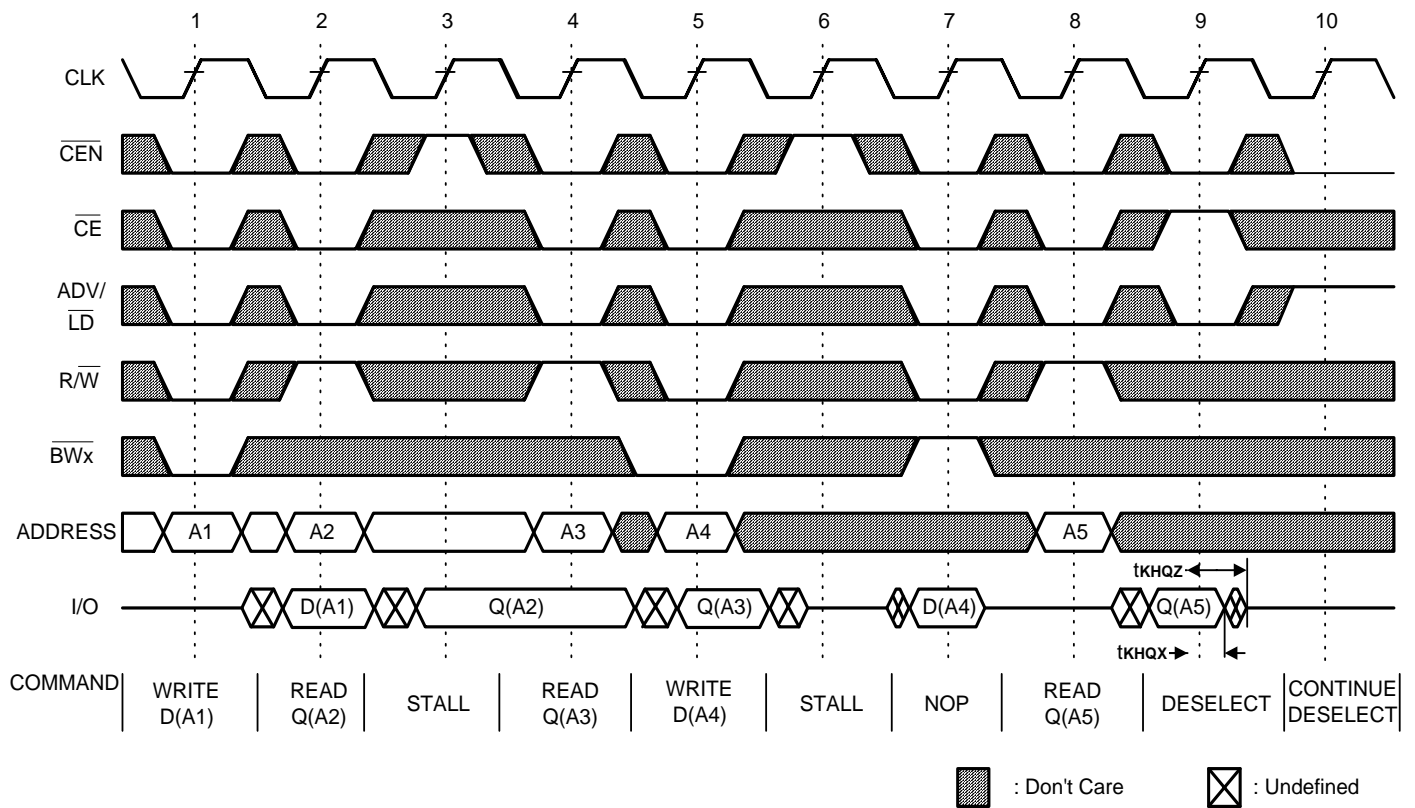 1 2 3 4 5 6 7 8 9 10
CLK
CEN
CE
ADV/
LD
R/W
BWx
ADDRESS A1 A2 A3 A4 A5
tKHQZ
I/O D(A1) Q(A2) Q(A3) D(A4) Q(A5)
tKHQX
COMMAND WRITE D(A1) READ Q(A2) STALL READ Q(A3) WRITE D(A4) STALL NOP READ Q(A5) DESELECT CONTINUE DESELECT
: Don't Care : Undefined